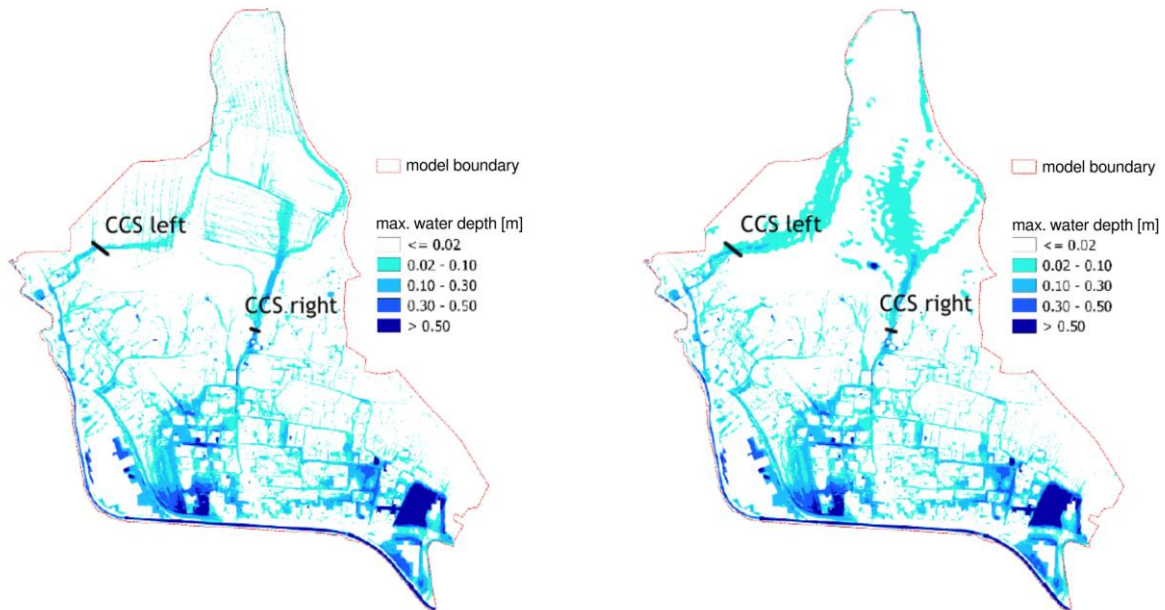 model boundary
CCS left
max. water depth [m]
<= 0.02
0.02 - 0.10
0.10 - 0.30
0.30 - 0.50
> 0.50
CCS right
model boundary
CCS left
max. water depth [m]
<= 0.02
0.02 - 0.10
0.10 - 0.30
0.30 - 0.50
> 0.50
CCS right